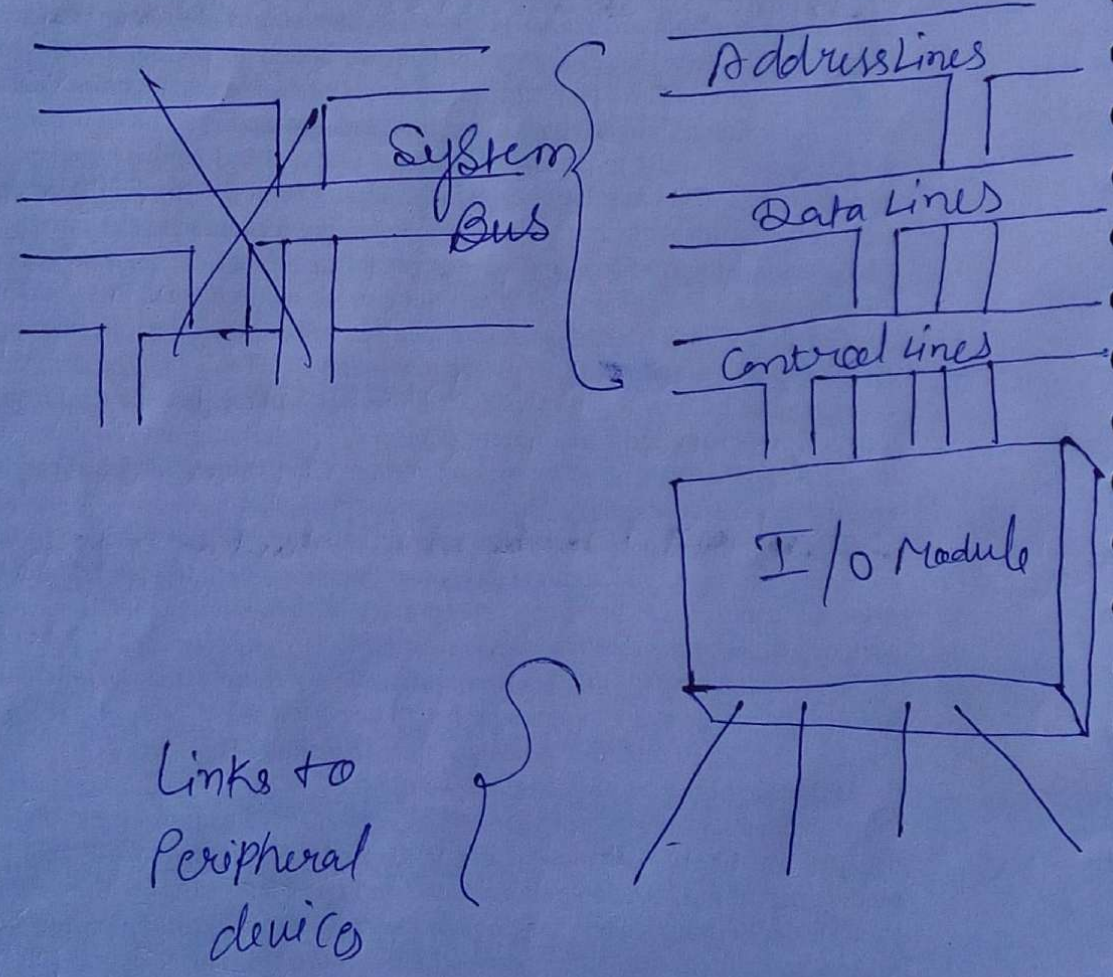 Address Lines
System
Bus
Data Lines
Control Lines
I/O Module
Links to
Peripheral
devices